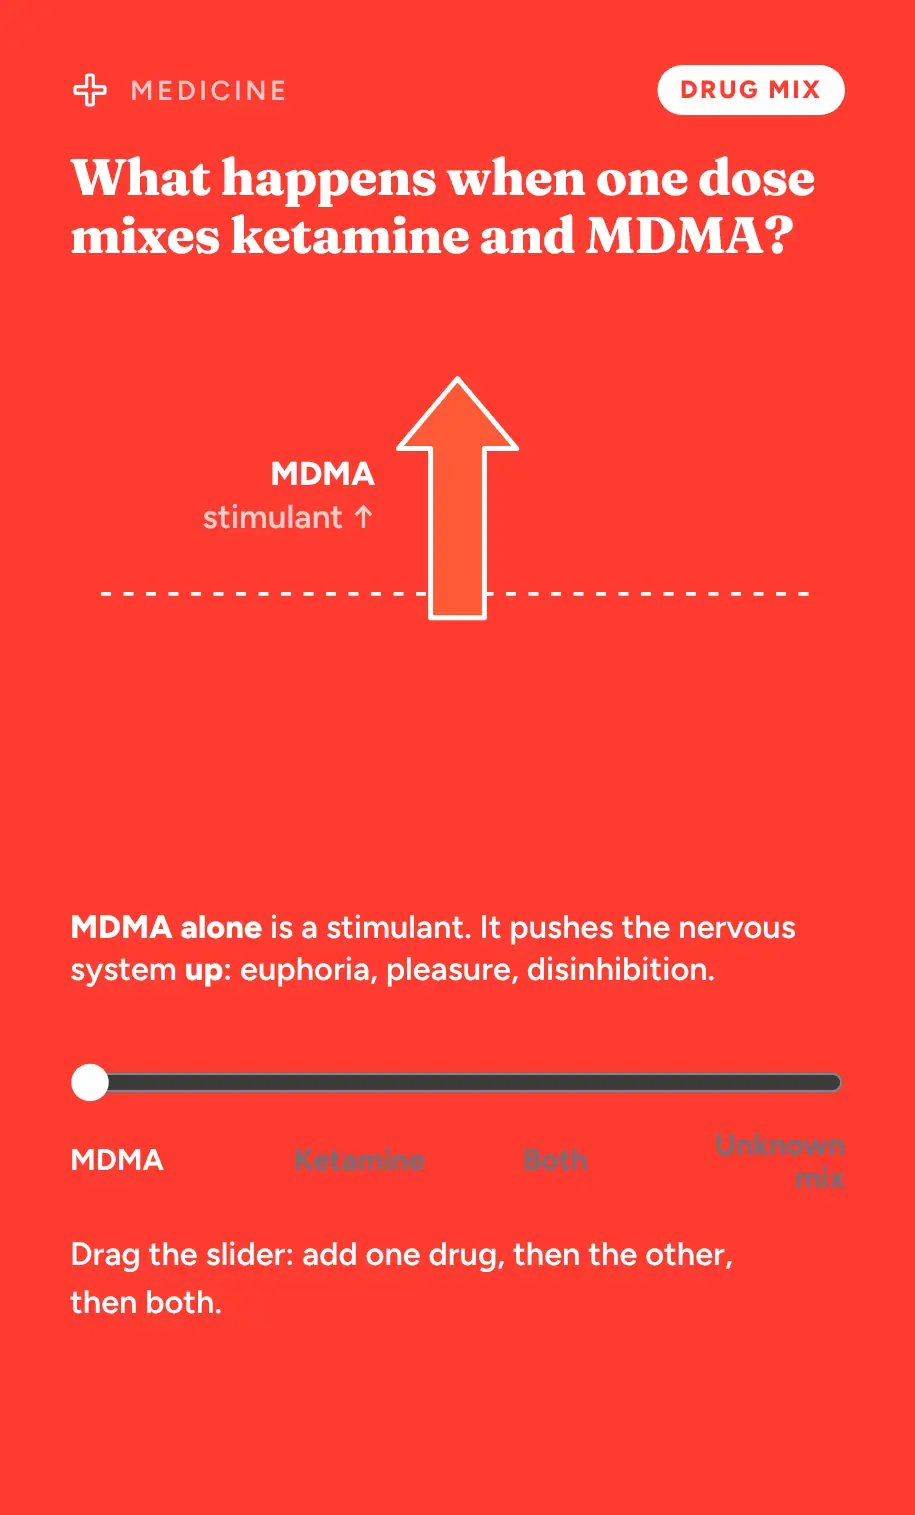 MEDICINE
DRUG MIX
What happens when one dose
mixes ketamine and MDMA?
MDMA
stimulant ↑
MDMA alone is a stimulant. It pushes the nervous
system up: euphoria, pleasure, disinhibition.
MDMA
Ketamine
Both
Unknown
mix
Drag the slider: add one drug, then the other,
then both.